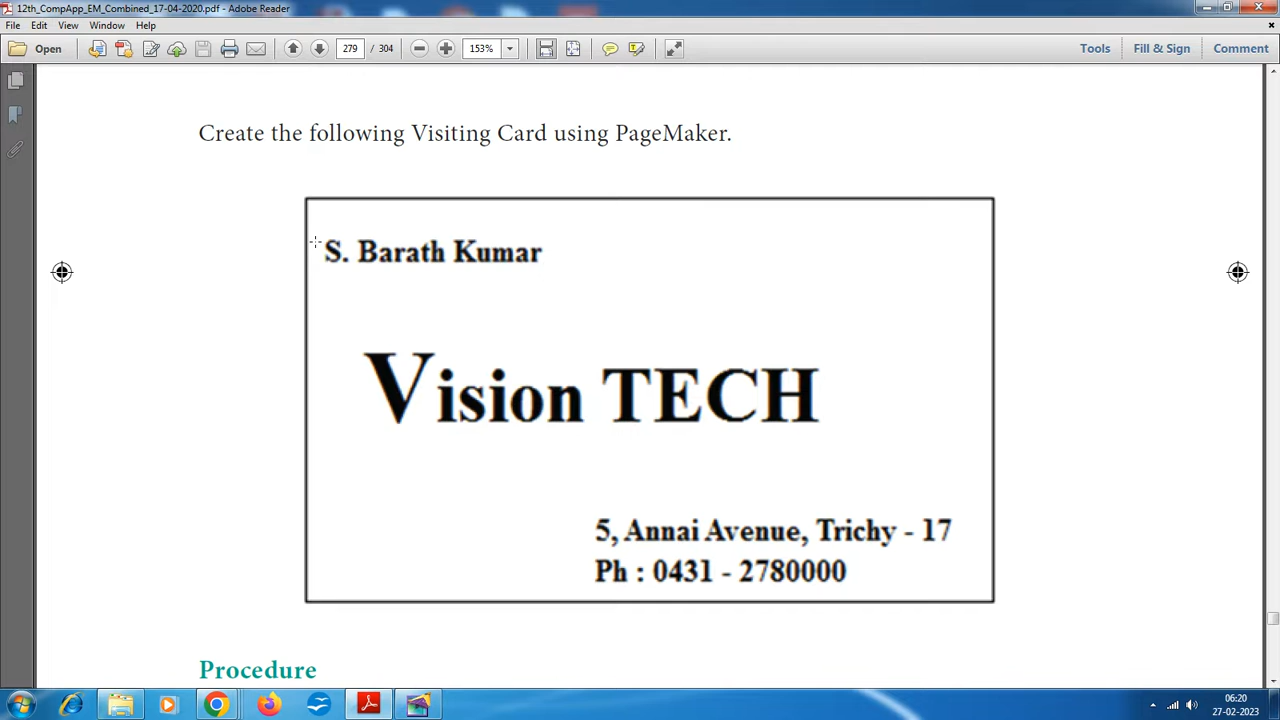 12th_CompApp_EM_Combined_17-04-2020.pdf - Adobe Reader
File Edit View Window Help
Open 279 / 304 153% Tools Fill & Sign Comment
Create the following Visiting Card using PageMaker.
S. Barath Kumar
Vision TECH
5, Annai Avenue, Trichy - 17
Ph : 0431 - 2780000
Procedure
06:20
27-02-2023